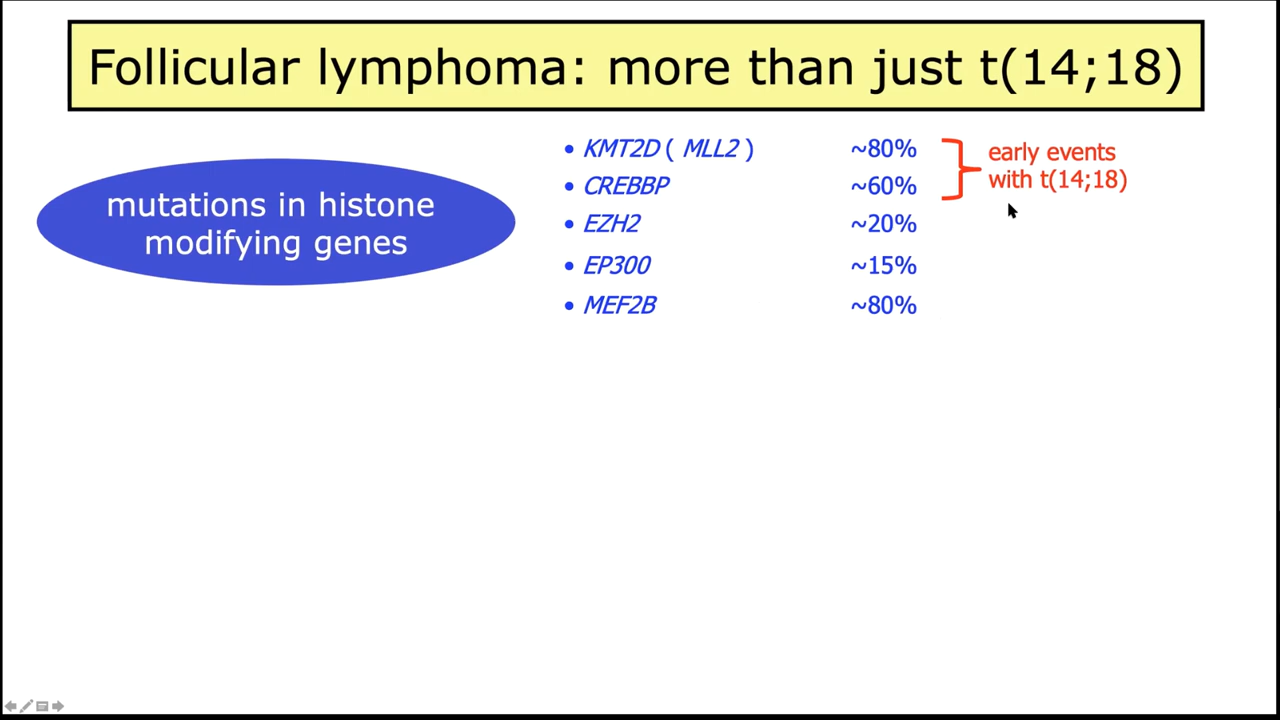 Follicular lymphoma: more than just t(14;18)
mutations in histone
modifying genes
• KMT2D ( MLL2 ) ~80%
• CREBBP ~60%
• EZH2 ~20%
• EP300 ~15%
• MEF2B ~80%
early events
with t(14;18)